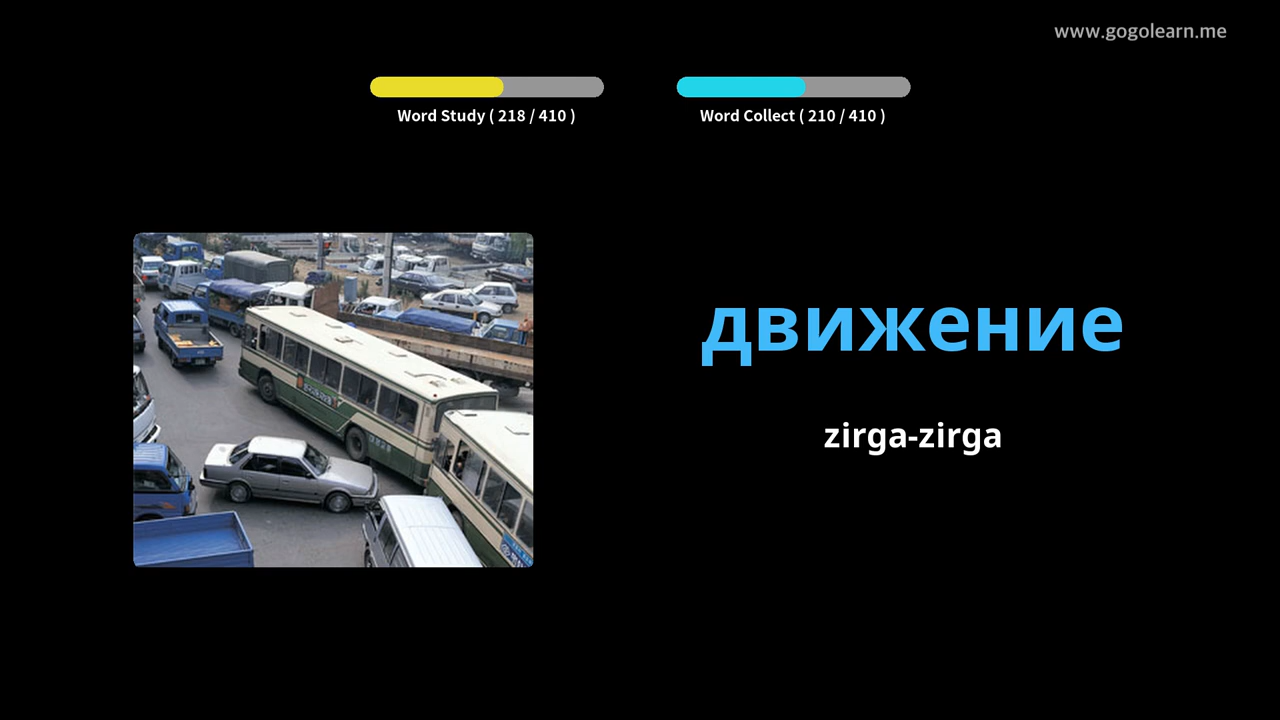 www.gogolearn.me
Word Study ( 218 / 410 )
Word Collect ( 210 / 410 )
движение
zirga-zirga